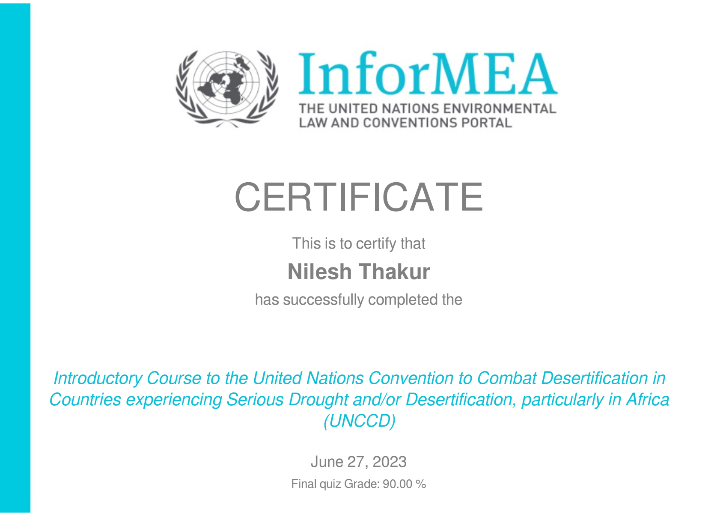 InforMEA
THE UNITED NATIONS ENVIRONMENTAL
LAW AND CONVENTIONS PORTAL
CERTIFICATE
This is to certify that
Nilesh Thakur
has successfully completed the
Introductory Course to the United Nations Convention to Combat Desertification in
Countries experiencing Serious Drought and/or Desertification, particularly in Africa
(UNCCD)
June 27, 2023
Final quiz Grade: 90.00 %